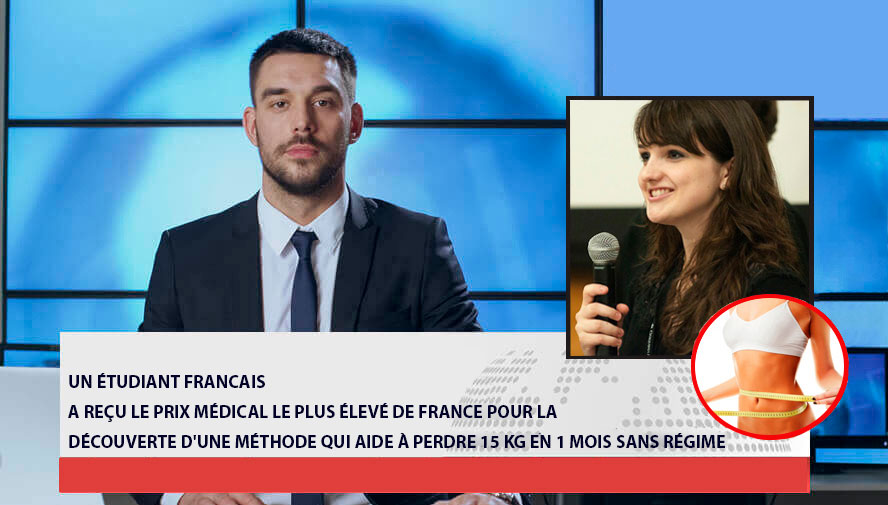 UN ÉTUDIANT FRANCAIS
A REÇU LE PRIX MÉDICAL LE PLUS ÉLEVÉ DE FRANCE POUR LA
DÉCOUVERTE D'UNE MÉTHODE QUI AIDE À PERDRE 15 KG EN 1 MOIS SANS RÉGIME